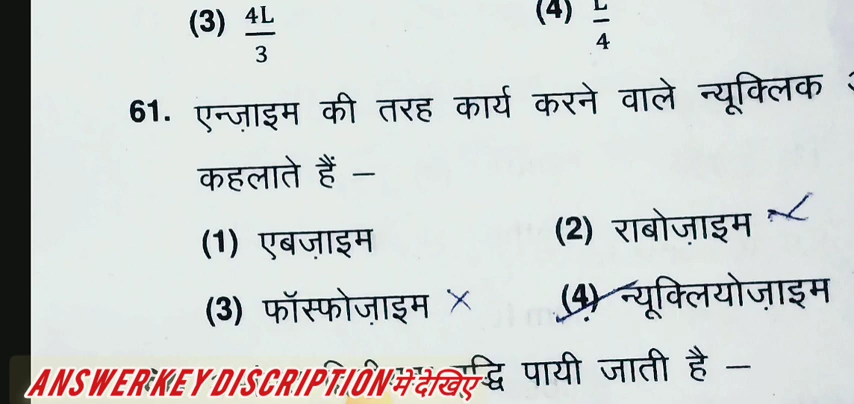 (3) 4L/3 (4) L/4
61. एन्ज़ाइम की तरह कार्य करने वाले न्यूक्लिक
कहलाते हैं –
(1) एबज़ाइम (2) राबोज़ाइम
(3) फॉस्फोज़ाइम (4) न्यूक्लियोज़ाइम
पायी जाती है –
ANSWER KEY DISCRIPTION में देखिए